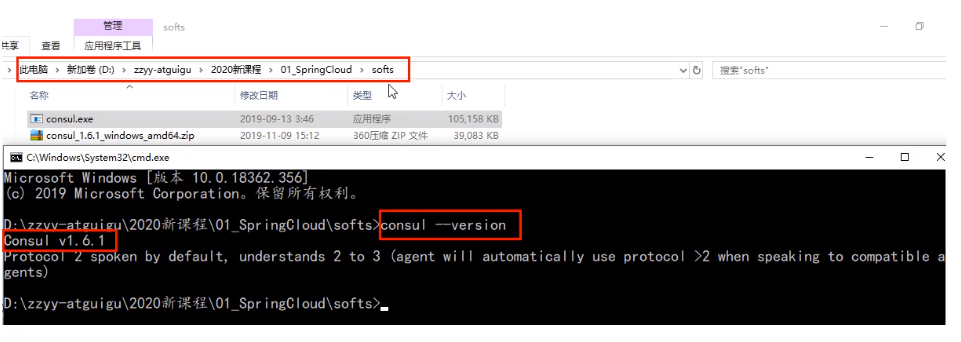 管理 softs
共享 查看 应用程序工具
此电脑 › 新加卷 (D:) › zzyy-atguigu › 2020新课程 › 01_SpringCloud › softs 搜索"softs"
名称 修改日期 类型 大小
consul.exe 2019-09-13 3:46 应用程序 105,158 KB
consul_1.6.1_windows_amd64.zip 2019-11-09 15:12 360压缩 ZIP 文件 39,083 KB
C:\Windows\System32\cmd.exe
Microsoft Windows [版本 10.0.18362.356]
(c) 2019 Microsoft Corporation。保留所有权利。
D:\zzyy-atguigu\2020新课程\01_SpringCloud\softs>consul --version
Consul v1.6.1
Protocol 2 spoken by default, understands 2 to 3 (agent will automatically use protocol >2 when speaking to compatible a
gents)
D:\zzyy-atguigu\2020新课程\01_SpringCloud\softs>